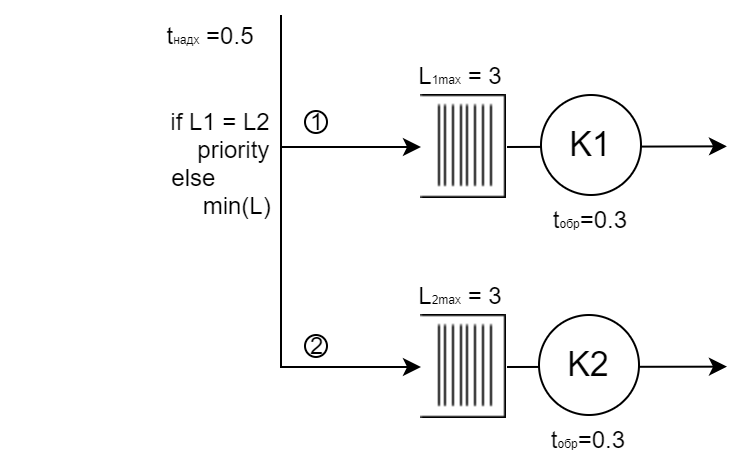 tнадх =0.5
L1max = 3
if L1 = L2
priority
else
min(L)
1
K1
tобр=0.3
L2max = 3
2
K2
tобр=0.3